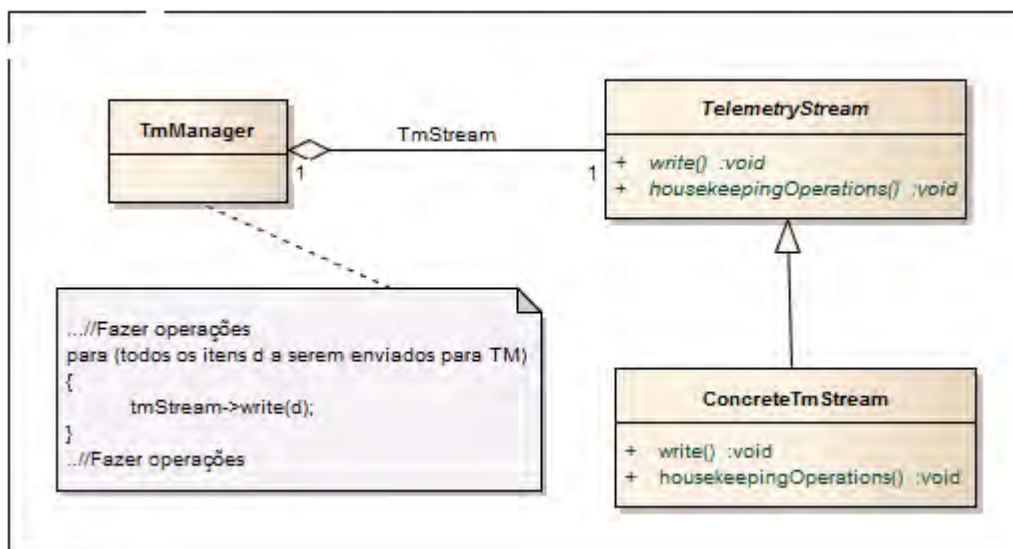 TmManager
TmStream
1
1
TelemetryStream
+ write() :void
+ housekeepingOperations() :void
...//Fazer operações
para (todos os itens d a serem enviados para TM)
{
tmStream->write(d);
}
..//Fazer operações
ConcreteTmStream
+ write() :void
+ housekeepingOperations() :void